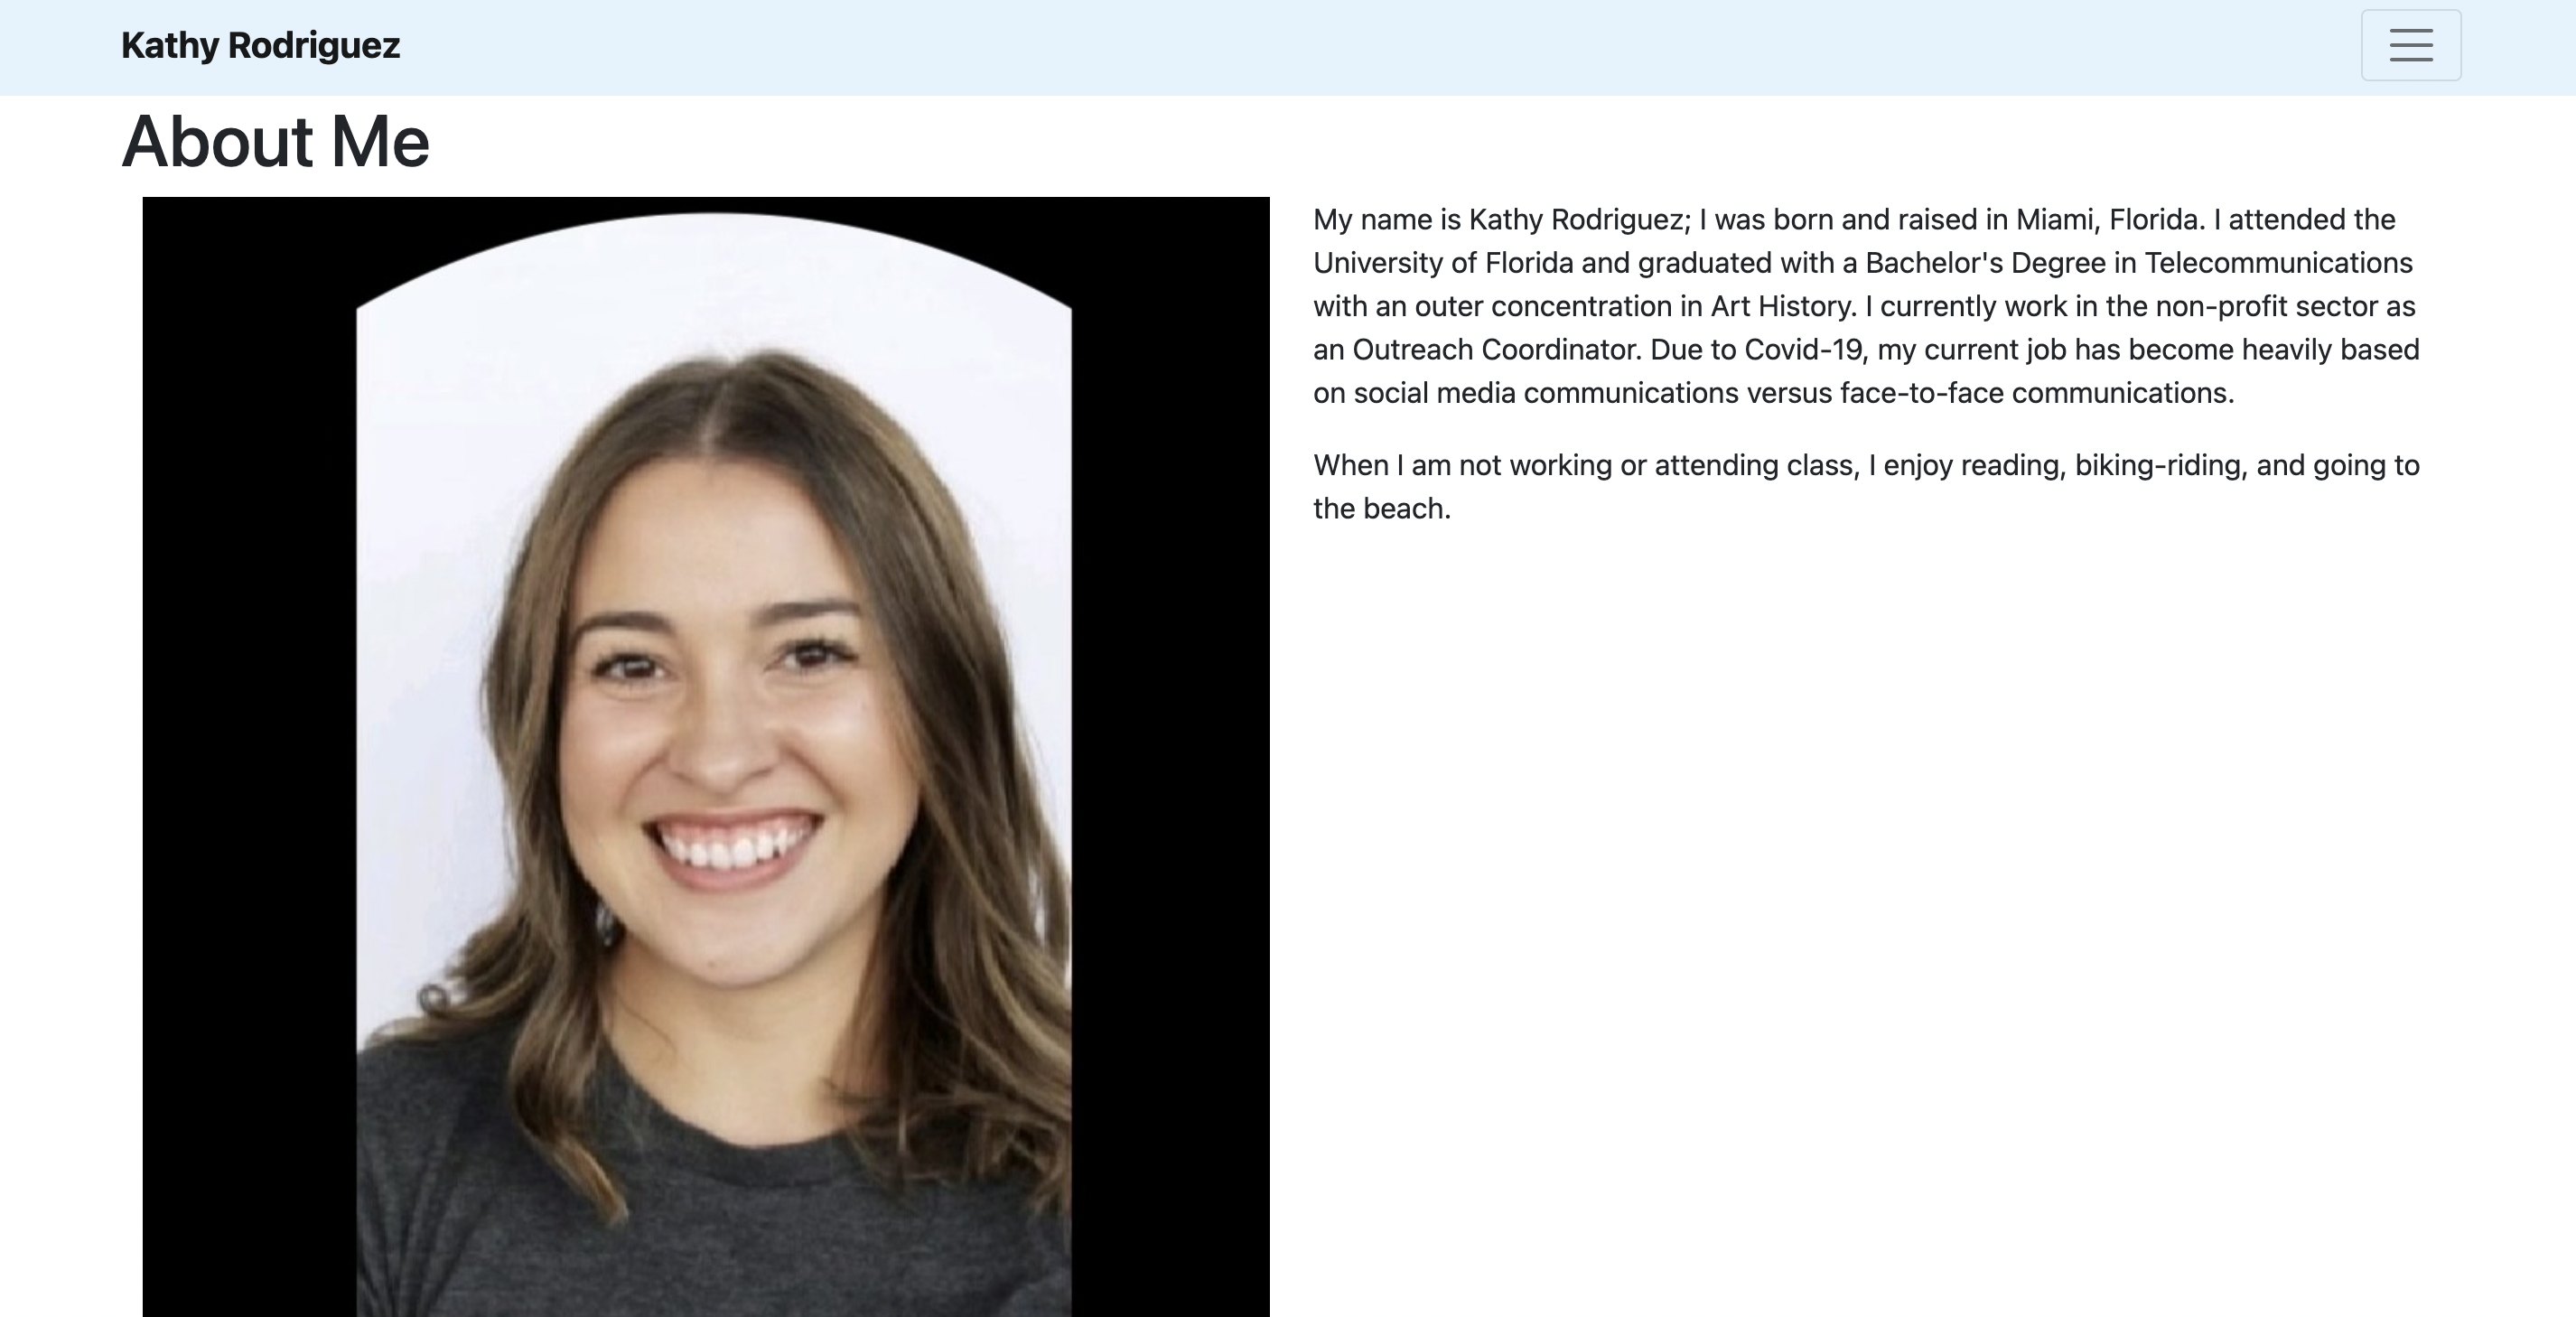 Kathy Rodriguez
About Me
My name is Kathy Rodriguez; I was born and raised in Miami, Florida. I attended the
University of Florida and graduated with a Bachelor's Degree in Telecommunications
with an outer concentration in Art History. I currently work in the non-profit sector as
an Outreach Coordinator. Due to Covid-19, my current job has become heavily based
on social media communications versus face-to-face communications.
When I am not working or attending class, I enjoy reading, biking-riding, and going to
the beach.